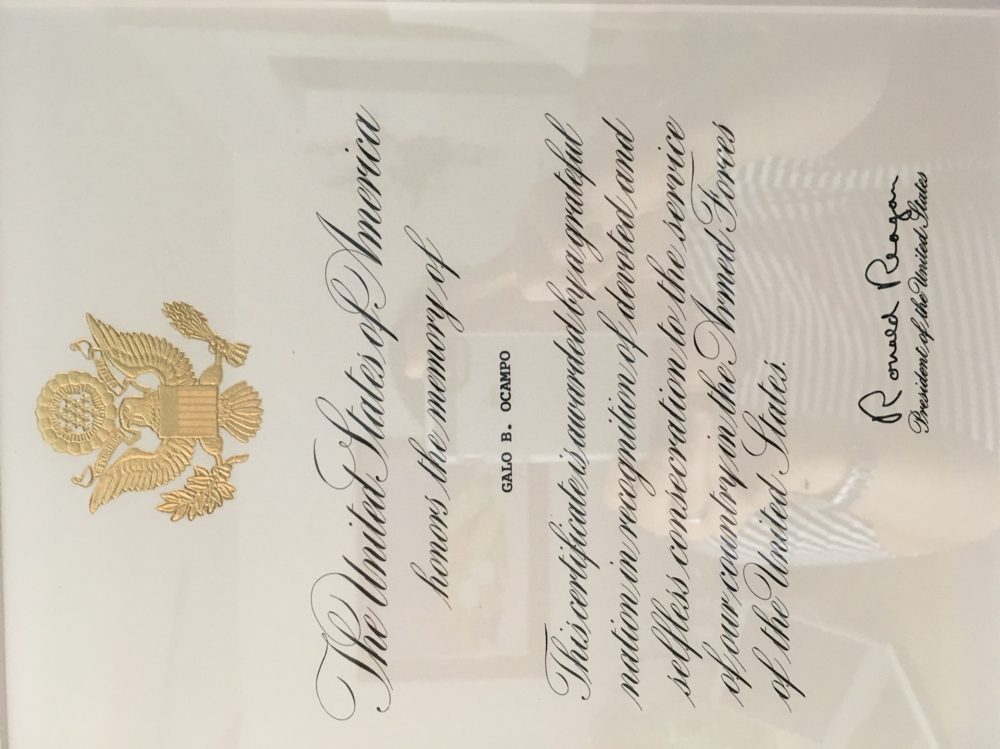 E PLURIBUS UNUM
The United States of America
honors the memory of
GALO B. OCAMPO
This certificate is awarded by a grateful
nation in recognition of devoted and
selfless consecration to the service
of our country in the Armed Forces
of the United States.
Ronald Reagan
President of the United States